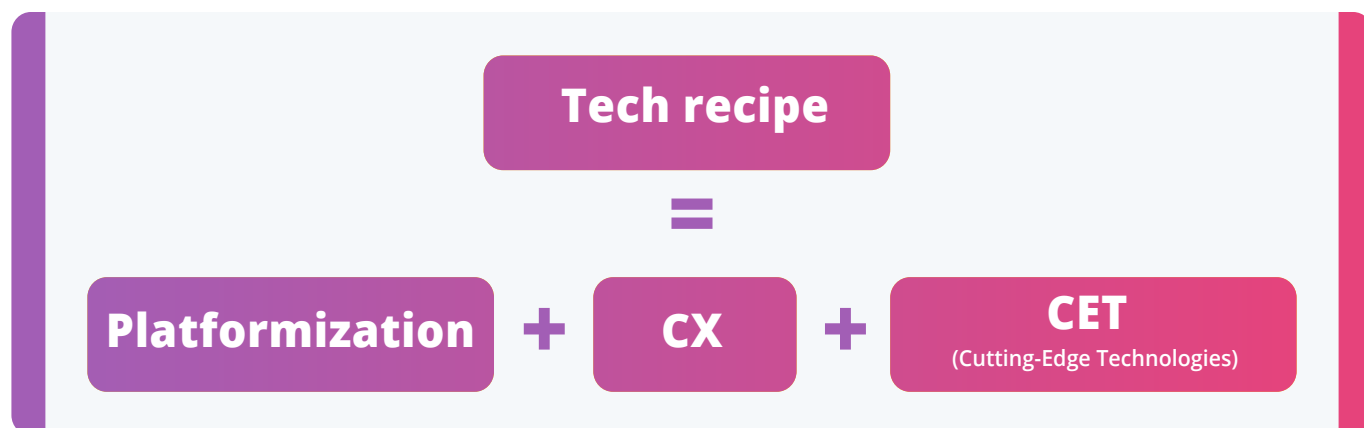 Tech recipe
=
Platformization + CX + CET
(Cutting-Edge Technologies)